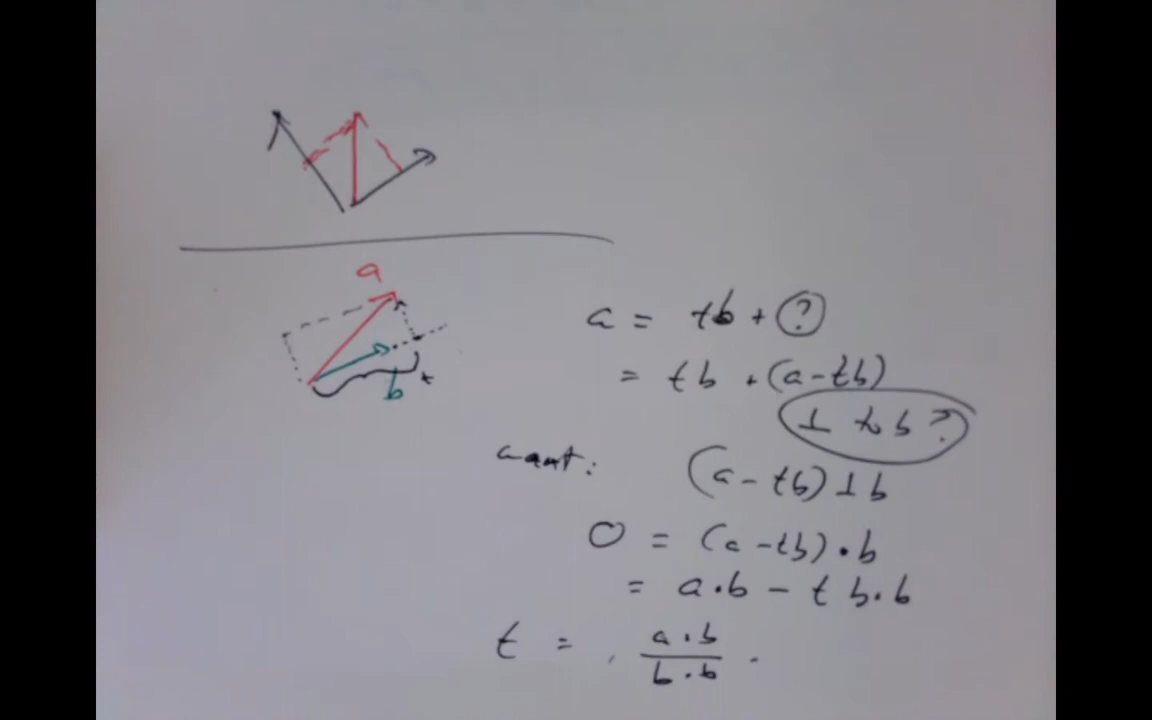 a
b
t
a = tb + ?
= tb + (a-tb)
⊥ to b ?
want: (a-tb) ⊥ b
0 = (a-tb)·b
= a·b - t b·b
t = a·b
b·b